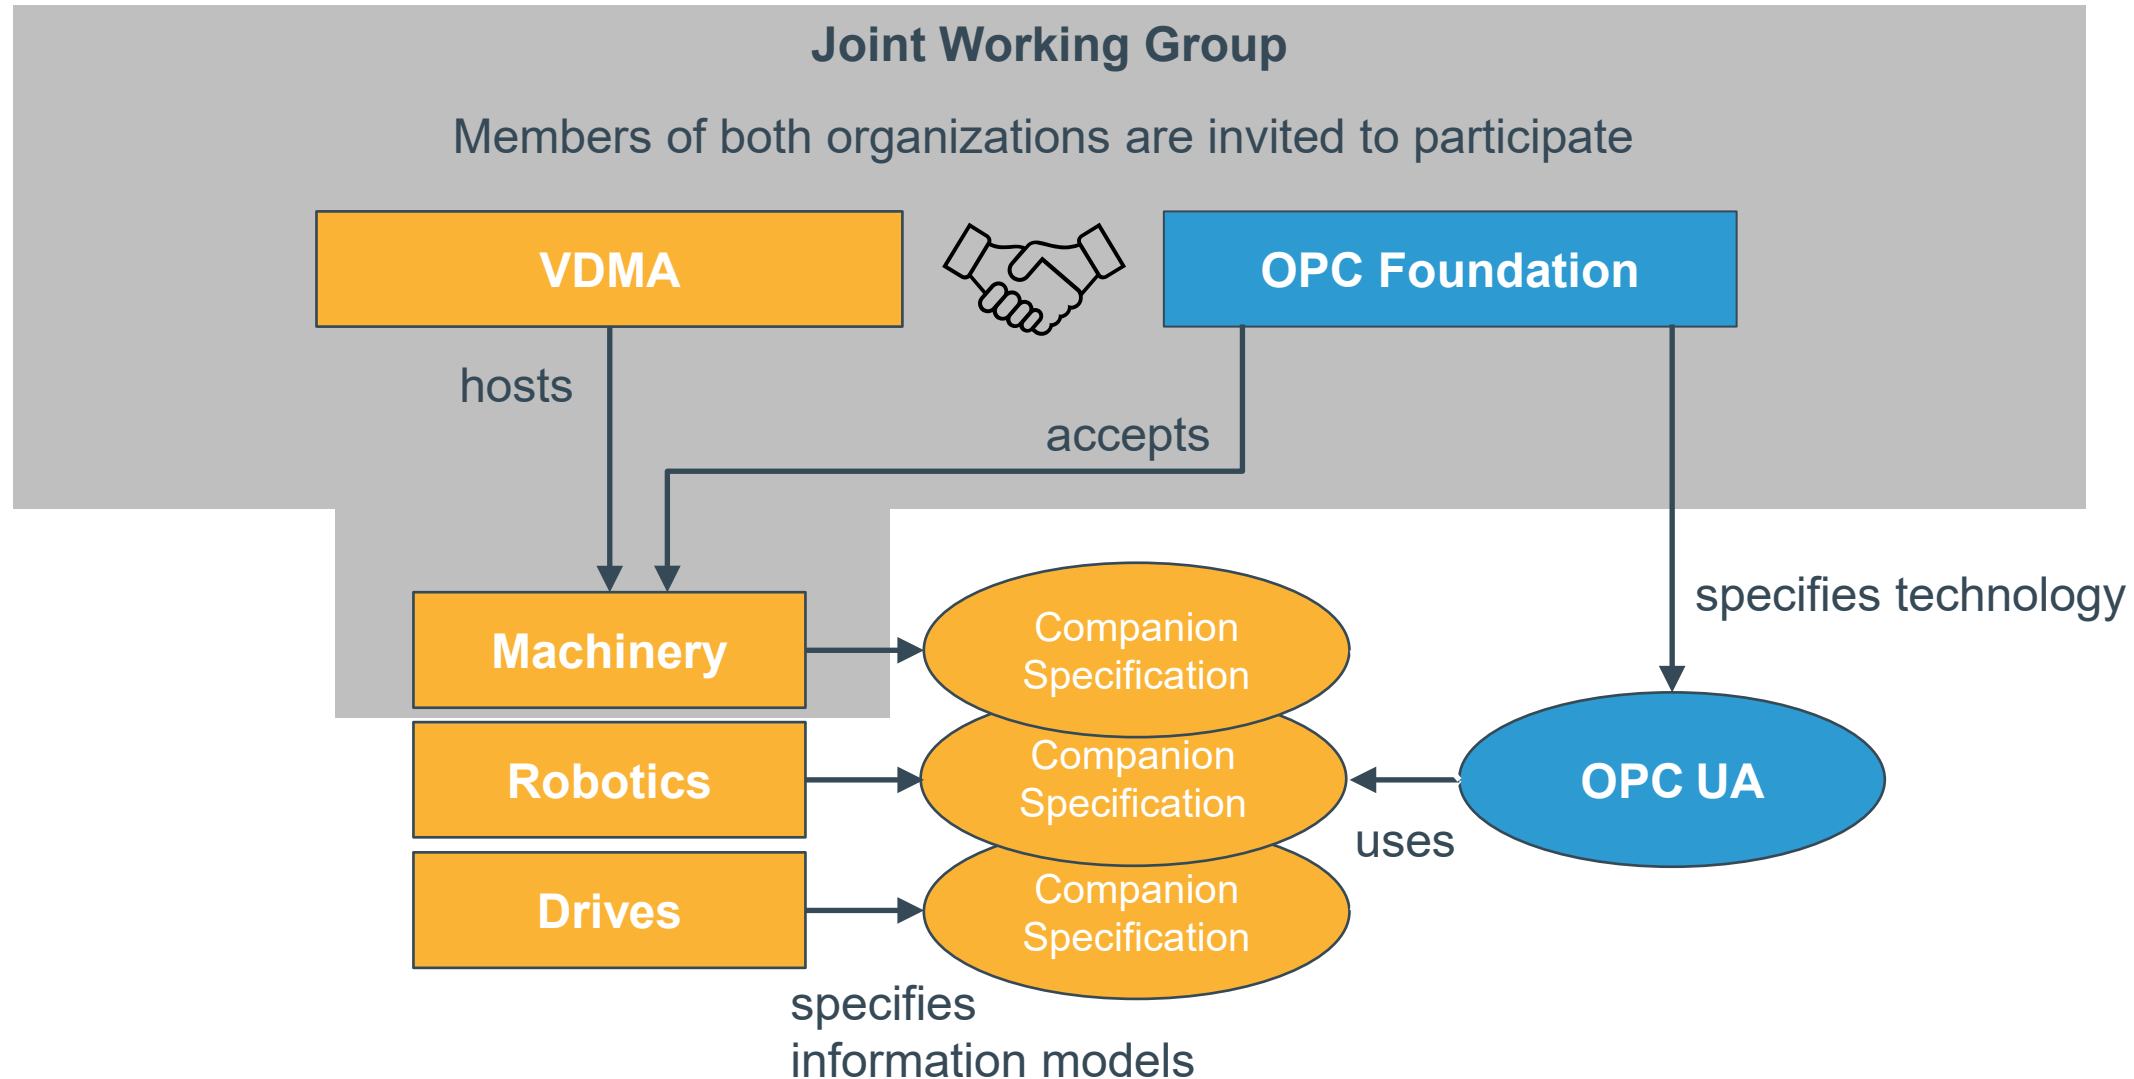 Joint Working Group
Members of both organizations are invited to participate
VDMA
OPC Foundation
hosts
accepts
specifies technology
Machinery
Companion
Specification
Robotics
Companion
Specification
OPC UA
uses
Drives
Companion
Specification
specifies
information models